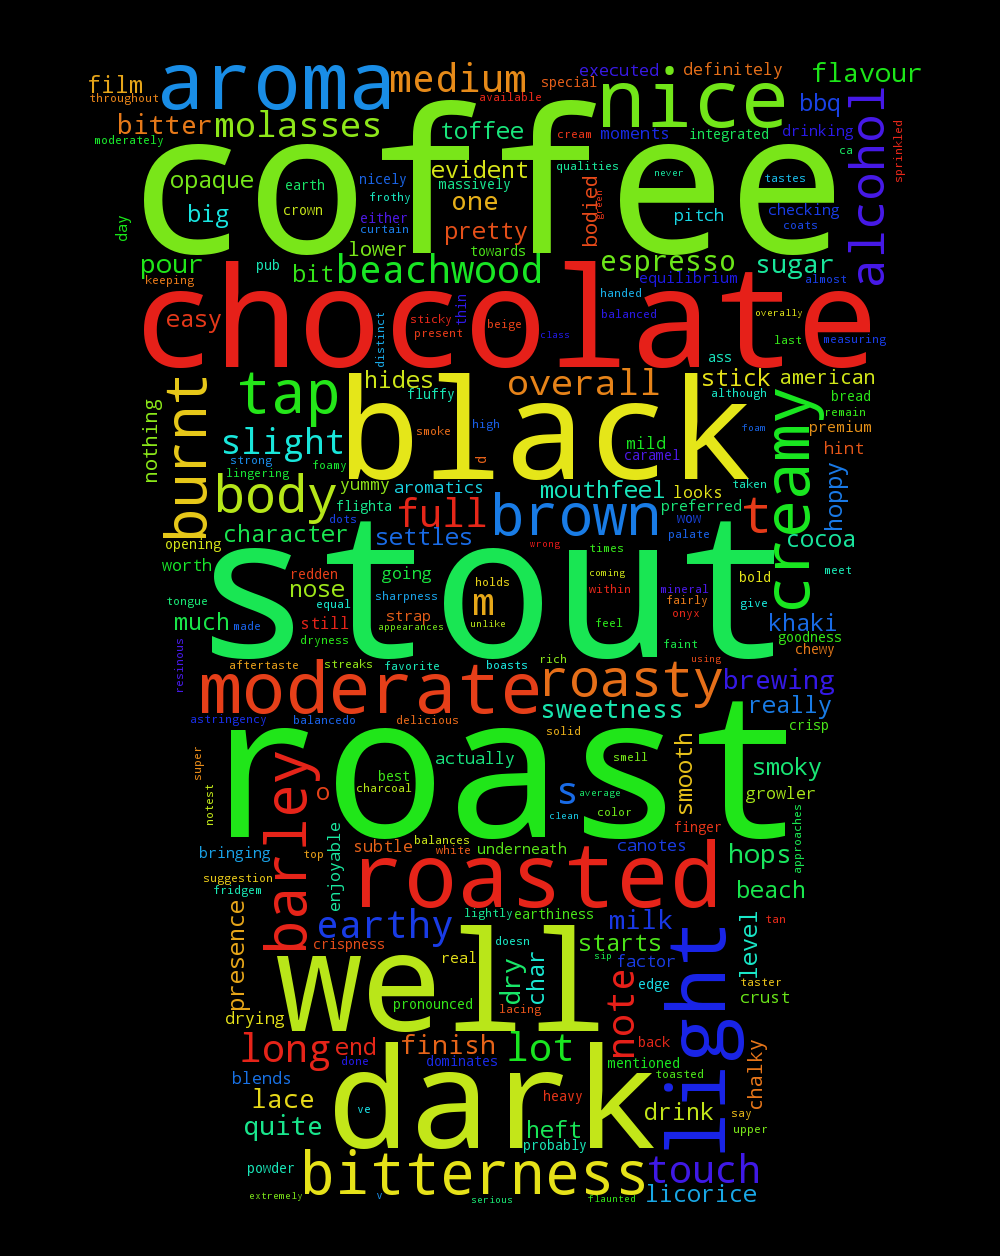 aroma medium nice executed definitely flavour
film throughout special available bbq alcohol
bitter molasses toffee cream moments integrated drinking
moderately coffee qualities ca sprinkled
opaque earth nicely evident massively never tastes
big crown frothy one bodied green pitch checking
day either curtain pretty coats
lower towards
pour pub bit beachwood espresso sugar
keeping equilibrium almost
chocolate handed
easy distinct sticky present thin beige class balanced overally
last measuring
ass
burnt tap hides overall stick american
fluffy black although creamy bread
nothing remain
slight smoke high mild foam premium
strong foamy d caramel hint
lingering yummy aromatics mouthfeel looks taken hoppy
body flighta full brown preferred t
dots wow
character settles palate cocoa
opening stout wrong times
worth redden going coming bold meet
nose holds within mineral
tongue equal sharpness m fairly give
much made still strap unlike onyx khaki
appearances feel goodness
dryness faint chewy
resinous aftertaste streaks favorite boasts rich using
moderate roasty brewing
sweetness really
astringency balancedo delicious crisp
solid
super roast actually smell smooth smoky
barley best
charcoal s average growler
notest o clean color
finger approaches
bringing subtle balances underneath canotes hops
top enjoyable white
suggestion roasted
fridgem beach
presence earthy lightly earthiness milk tan
crispness doesn starts level
well real sip factor light
dry char note edge taster
pronounced crust
drying lacing
long end finish lot back chalky
done dominates mentioned
blends toasted
lace dark heavy drink say
ve
quite heft upper
probably
powder bitterness touch
extremely v serious flaunted licorice